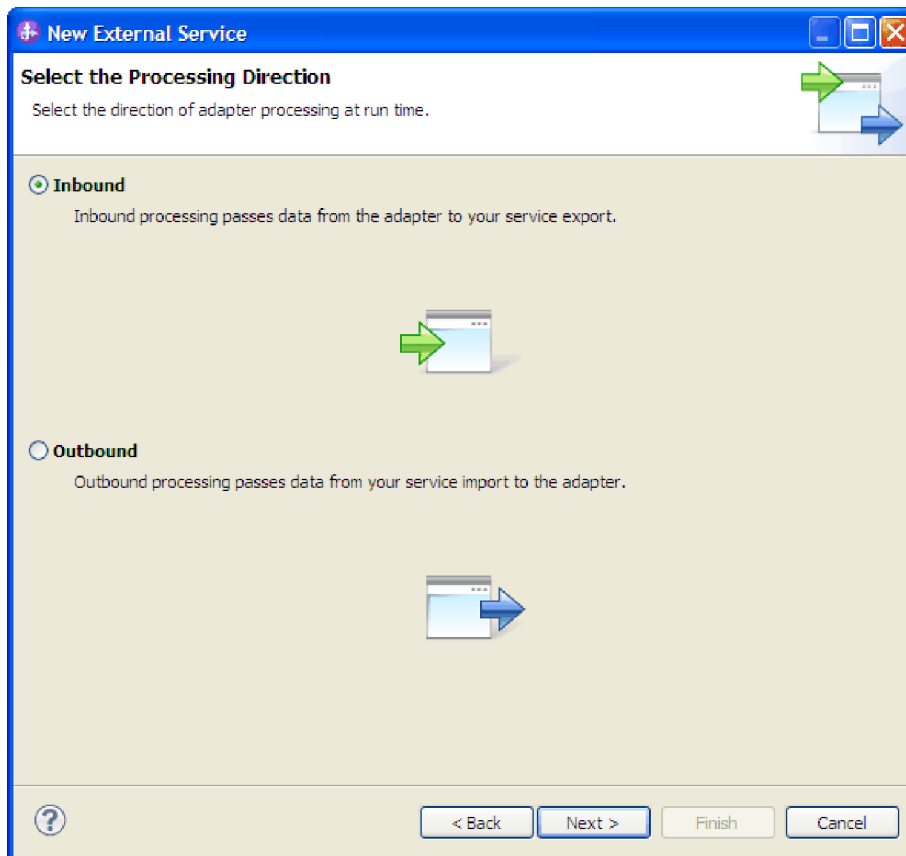 New External Service
Select the Processing Direction
Select the direction of adapter processing at run time.
Inbound
Inbound processing passes data from the adapter to your service export.
Outbound
Outbound processing passes data from your service import to the adapter.
?
< Back
Next >
Finish
Cancel